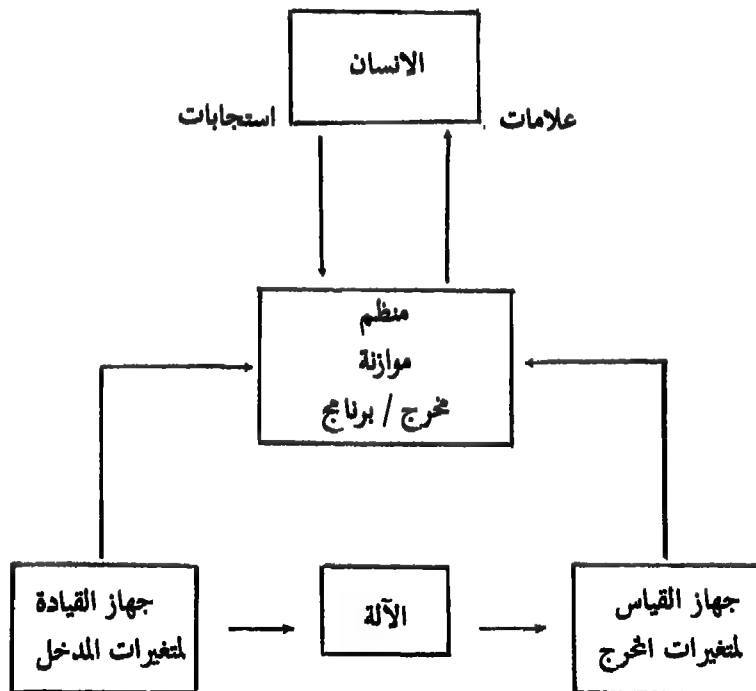 الانسان
علامات
استجابات
منظم
موازنة
مخرج / برنامج
جهاز القياس
لمتغيرات المخرج
الآلة
جهاز القيادة
لمتغيرات المدخل